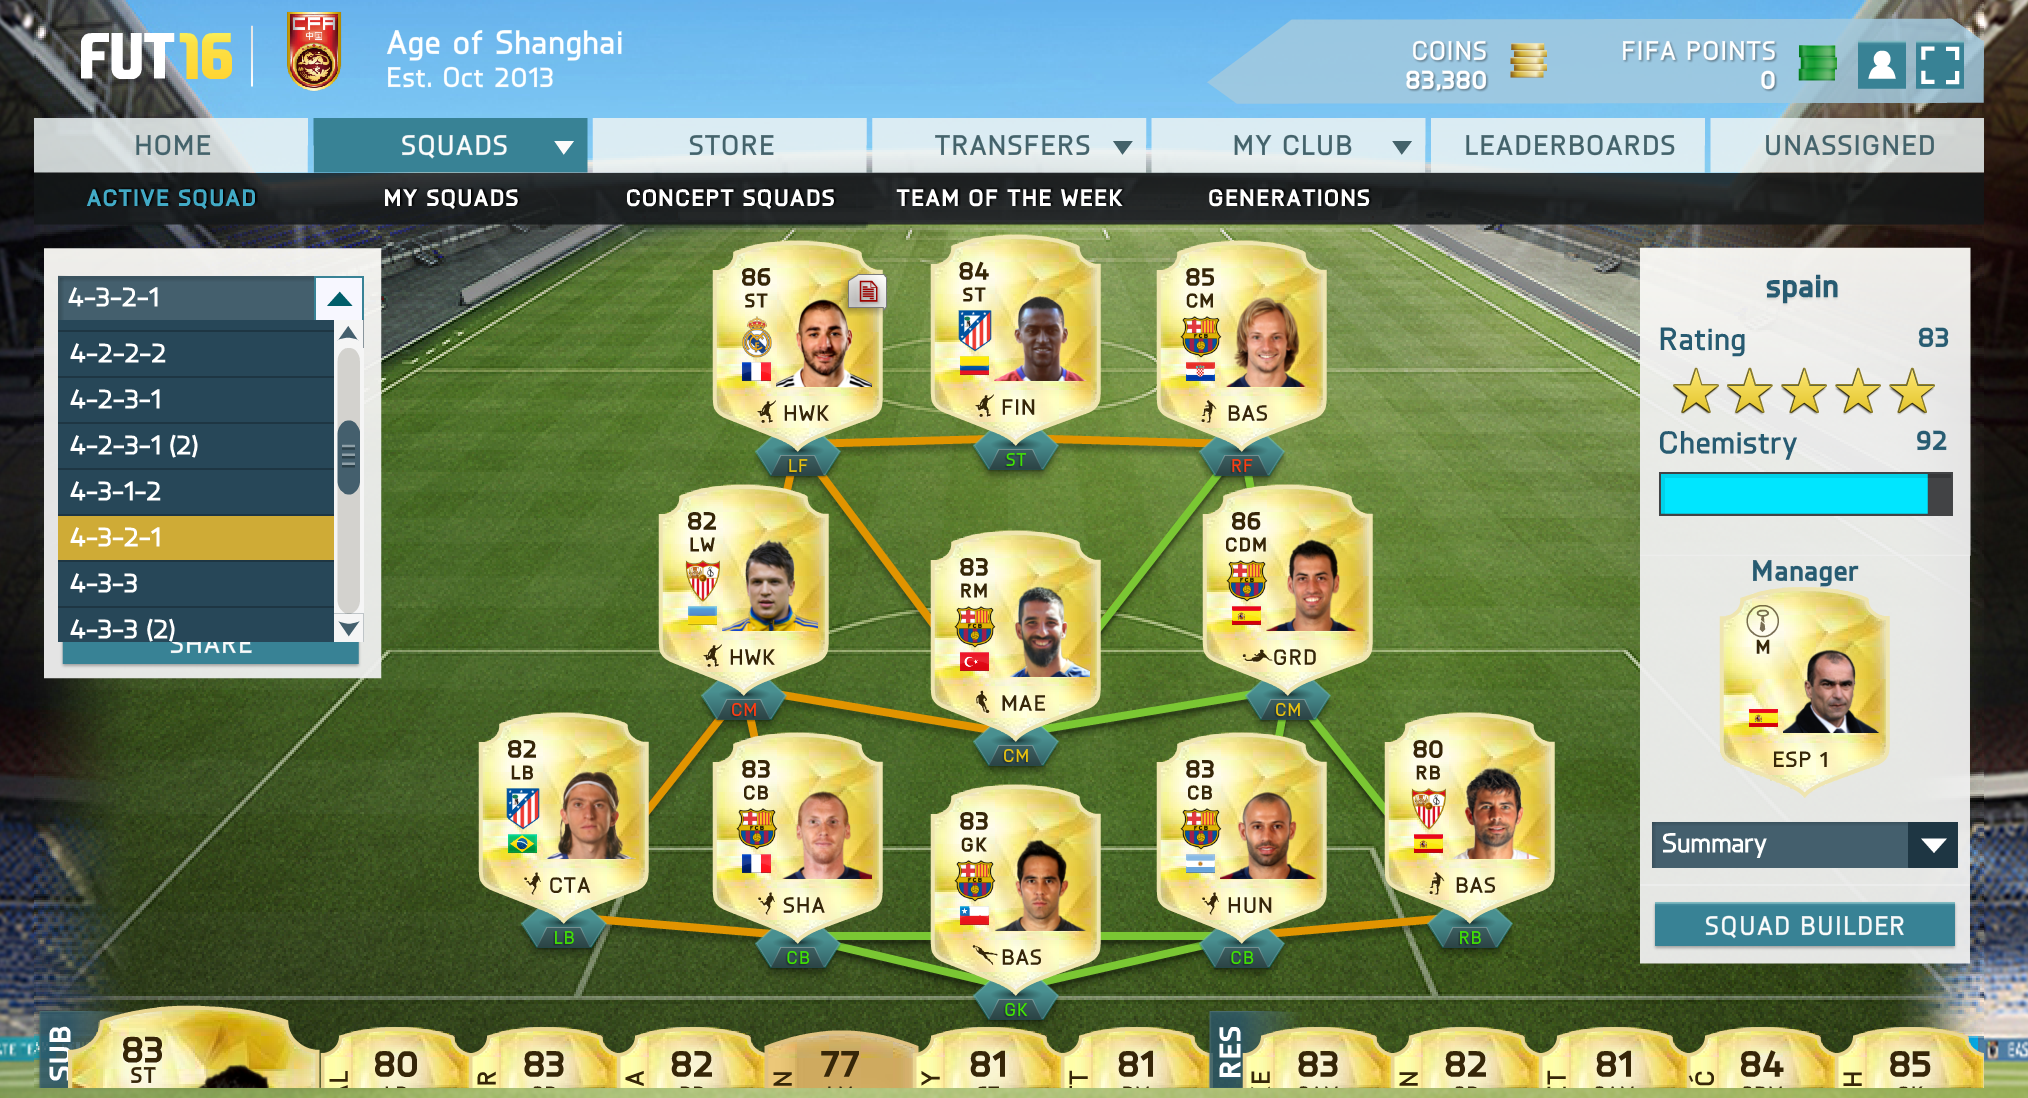 FUT16
CFA
中国
Age of Shanghai
Est. Oct 2013
COINS
83,380
FIFA POINTS
0
HOME
SQUADS
STORE
TRANSFERS
MY CLUB
LEADERBOARDS
UNASSIGNED
ACTIVE SQUAD
MY SQUADS
CONCEPT SQUADS
TEAM OF THE WEEK
GENERATIONS
4-3-2-1
4-2-2-2
4-2-3-1
4-2-3-1 (2)
4-3-1-2
4-3-2-1
4-3-3
4-3-3 (2)
SHARE
86
ST
HWK
LF
84
ST
FIN
ST
85
CM
BAS
RF
82
LW
HWK
CM
83
RM
MAE
CM
86
CDM
GRD
CM
82
LB
CTA
LB
83
CB
SHA
CB
83
GK
BAS
GK
83
CB
HUN
CB
80
RB
BAS
RB
spain
Rating 83
Chemistry 92
Manager
M
ESP 1
Summary
SQUAD BUILDER
SUB
83
ST
80
83
82
77
81
81
RES
83
82
81
84
85